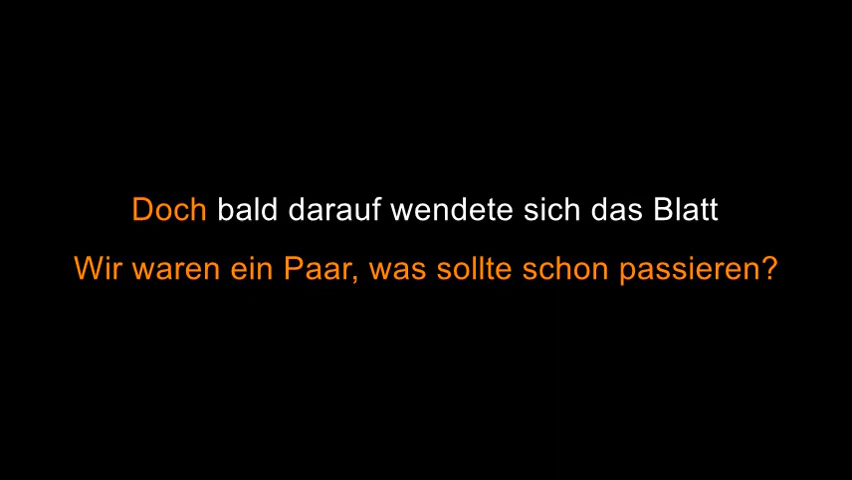 Doch bald darauf wendete sich das Blatt
Wir waren ein Paar, was sollte schon passieren?